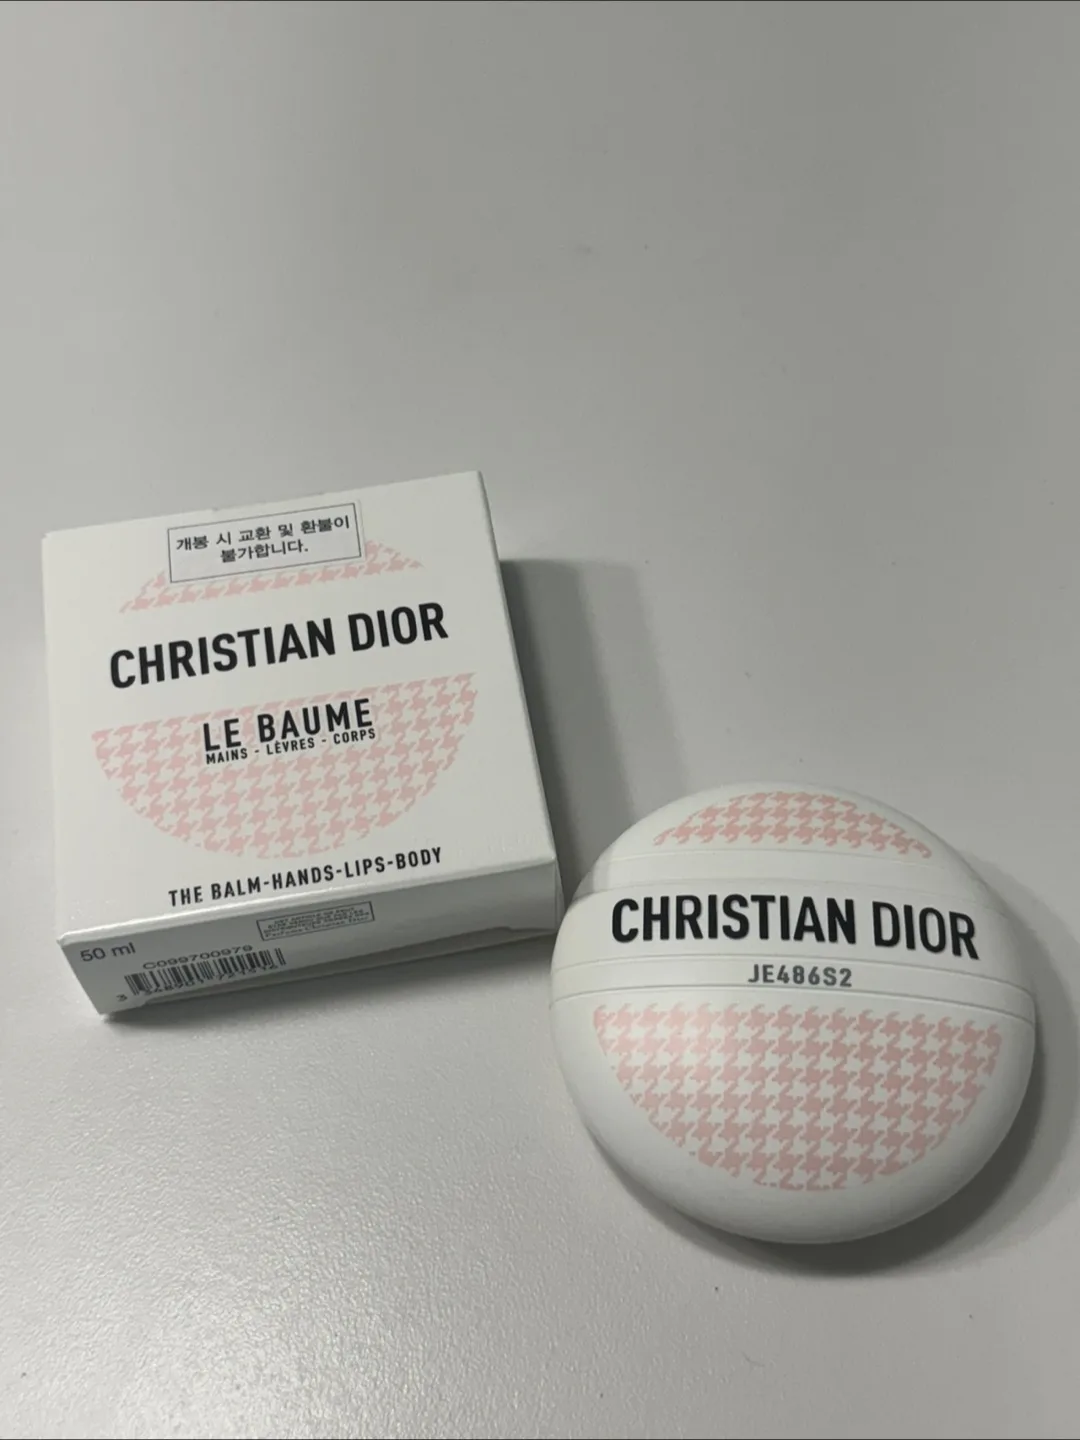 개봉 시 교환 및 환불이
불가합니다.
CHRISTIAN DIOR
LE BAUME
MAINS - LÈVRES - CORPS
THE BALM-HANDS-LIPS-BODY
50 ml
C099700979
CHRISTIAN DIOR
JE486S2